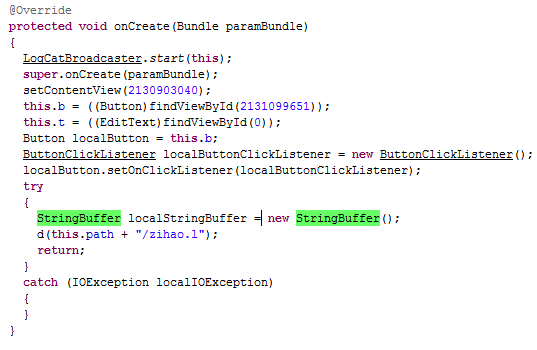 @Override
protected void onCreate(Bundle paramBundle)
{
  LogCatBroadcaster.start(this);
  super.onCreate(paramBundle);
  setContentView(2130903040);
  this.b = ((Button)findViewById(2131099651));
  this.t = ((EditText)findViewById(0));
  Button localButton = this.b;
  ButtonClickListener localButtonClickListener = new ButtonClickListener();
  localButton.setOnClickListener(localButtonClickListener);
  try
  {
    StringBuffer localStringBuffer = new StringBuffer();
    d(this.path + "/zihao.l");
    return;
  }
  catch (IOException localIOException)
  {
  }
}